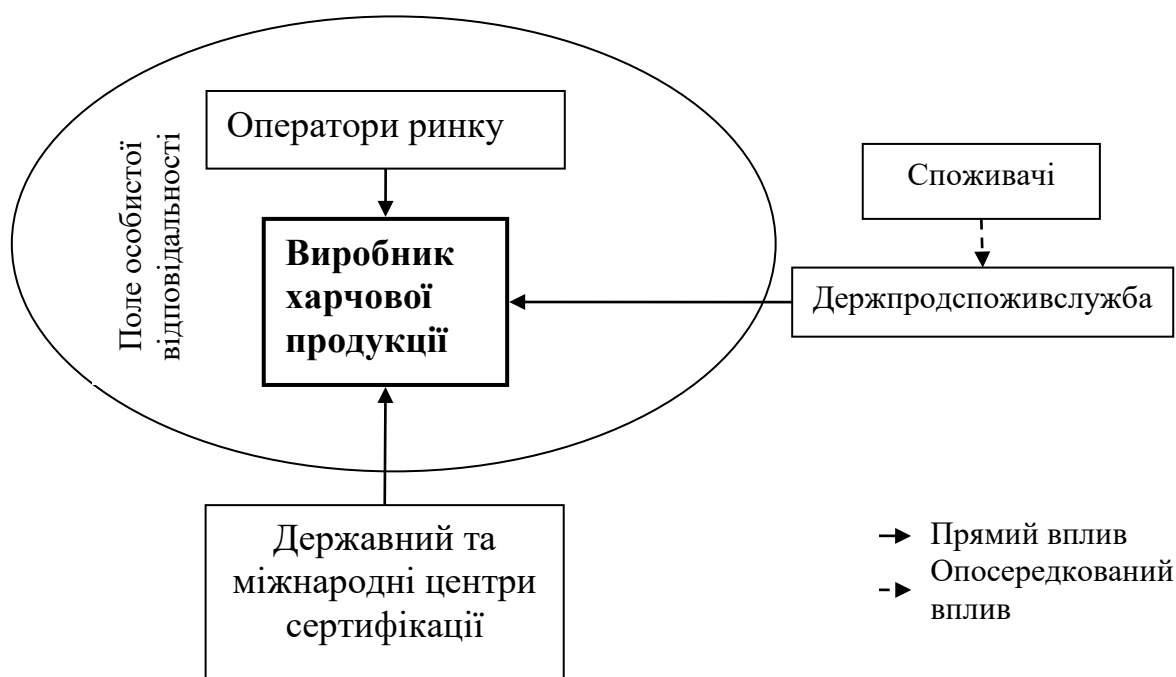 Оператори ринку
Поле особистої
відповідальності
Виробник
харчової
продукції
Споживачі
Держпродспоживслужба
Державний та
міжнародні центри
сертифікації
Прямий вплив
Опосередкований
вплив